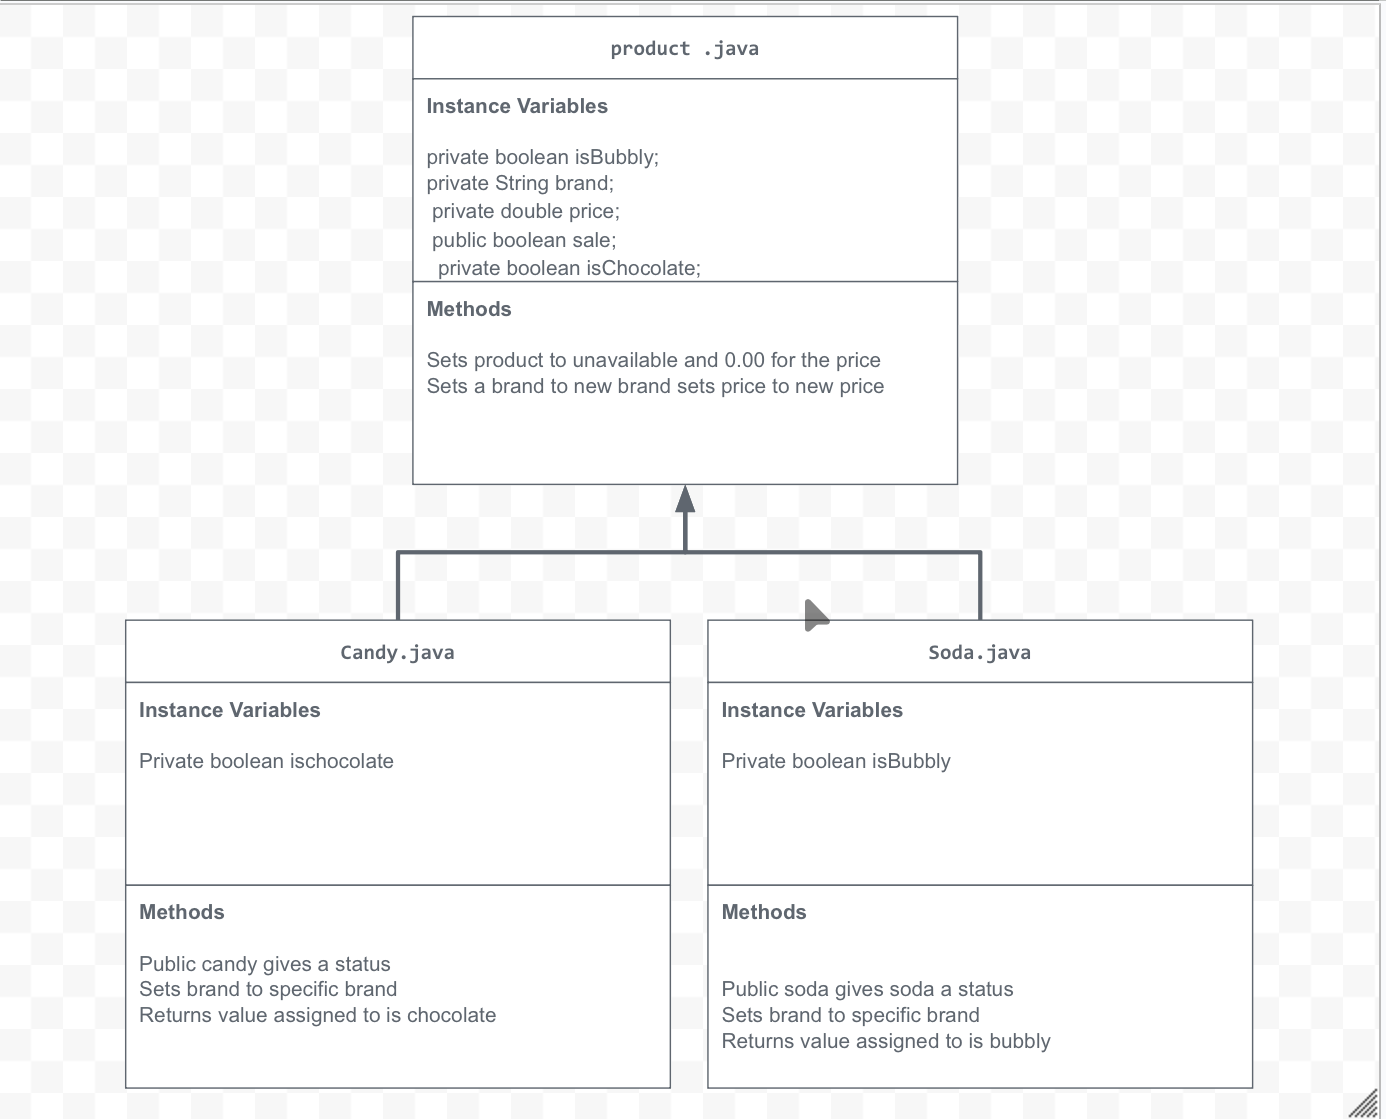 product .java
Instance Variables
private boolean isBubbly;
private String brand;
private double price;
public boolean sale;
private boolean isChocolate;
Methods
Sets product to unavailable and 0.00 for the price
Sets a brand to new brand sets price to new price
Candy.java
Instance Variables
Private boolean ischocolate
Methods
Public candy gives a status
Sets brand to specific brand
Returns value assigned to is chocolate
Soda.java
Instance Variables
Private boolean isBubbly
Methods
Public soda gives soda a status
Sets brand to specific brand
Returns value assigned to is bubbly